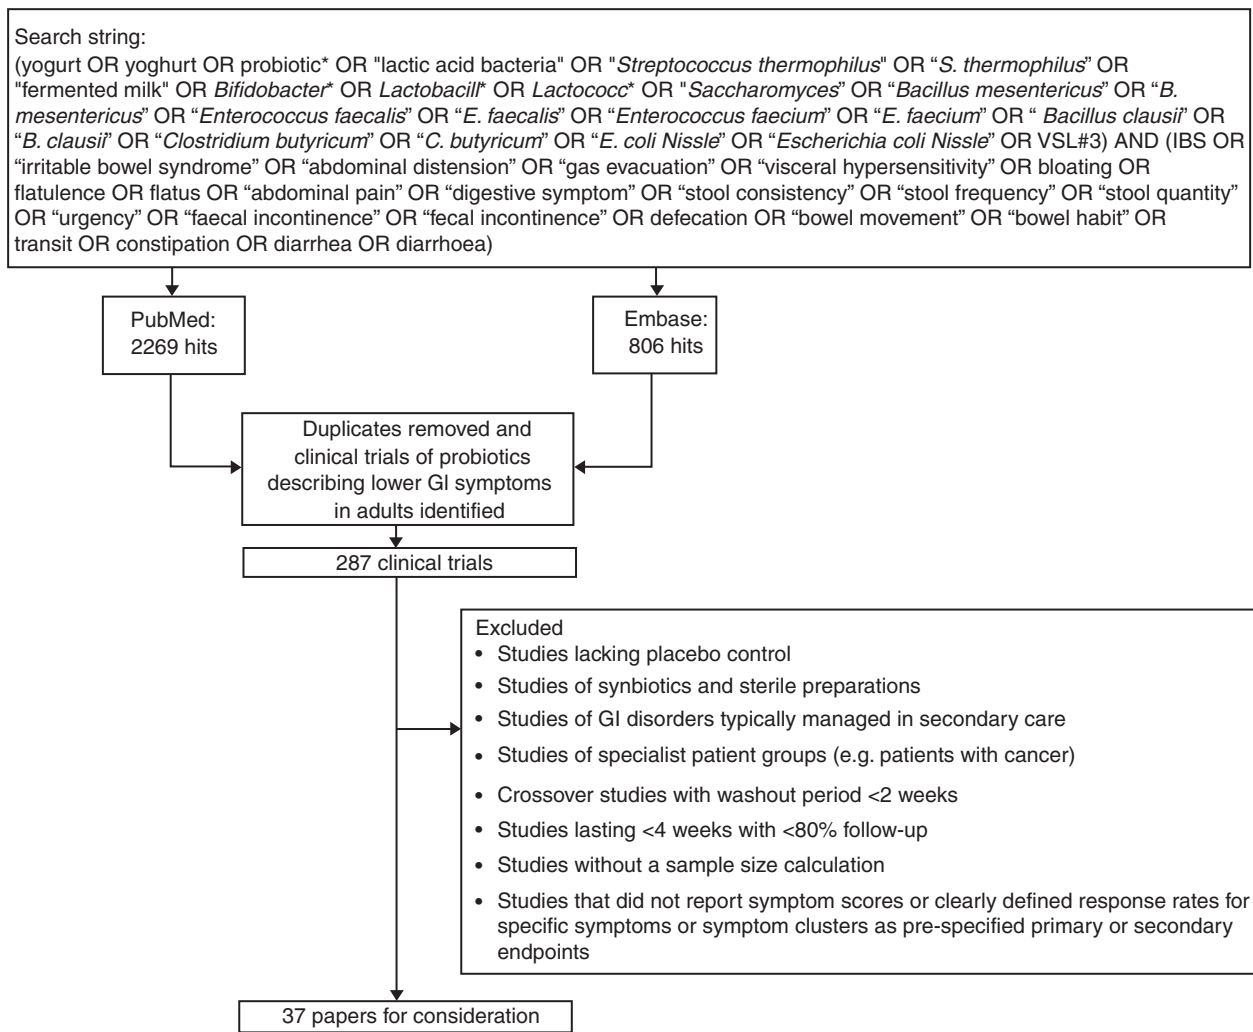 Search string:
(yogurt OR yoghurt OR probiotic* OR "lactic acid bacteria" OR "Streptococcus thermophilus" OR “S. thermophilus” OR
"fermented milk" OR Bifidobacter* OR Lactobacill* OR Lactococc* OR "Saccharomyces” OR “Bacillus mesentericus” OR “B.
mesentericus” OR “Enterococcus faecalis” OR “E. faecalis” OR “Enterococcus faecium” OR “E. faecium” OR “ Bacillus clausii” OR
“B. clausii” OR “Clostridium butyricum” OR “C. butyricum” OR “E. coli Nissle” OR “Escherichia coli Nissle” OR VSL#3) AND (IBS OR
“irritable bowel syndrome” OR “abdominal distension” OR “gas evacuation” OR “visceral hypersensitivity” OR bloating OR
flatulence OR flatus OR “abdominal pain” OR “digestive symptom” OR “stool consistency” OR “stool frequency” OR “stool quantity”
OR “urgency” OR “faecal incontinence” OR “fecal incontinence” OR defecation OR “bowel movement” OR “bowel habit” OR
transit OR constipation OR diarrhea OR diarrhoea)
PubMed:
2269 hits
Embase:
806 hits
Duplicates removed and
clinical trials of probiotics
describing lower GI symptoms
in adults identified
287 clinical trials
Excluded
• Studies lacking placebo control
• Studies of synbiotics and sterile preparations
• Studies of GI disorders typically managed in secondary care
• Studies of specialist patient groups (e.g. patients with cancer)
• Crossover studies with washout period <2 weeks
• Studies lasting <4 weeks with <80% follow-up
• Studies without a sample size calculation
• Studies that did not report symptom scores or clearly defined response rates for
specific symptoms or symptom clusters as pre-specified primary or secondary
endpoints
37 papers for consideration